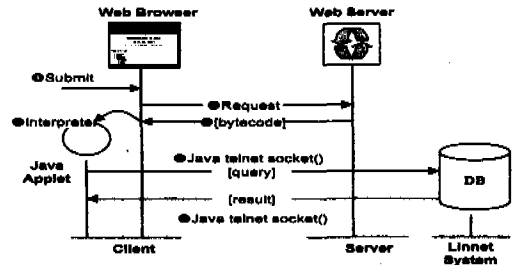 Web Browser
Web Server
●Submit
●Request
●Interpreter
●[bytecode]
Java
Applet
●Java telnet socket()
[query]
DB
[result]
●Java telnet socket()
Client
Server
Linnet
System